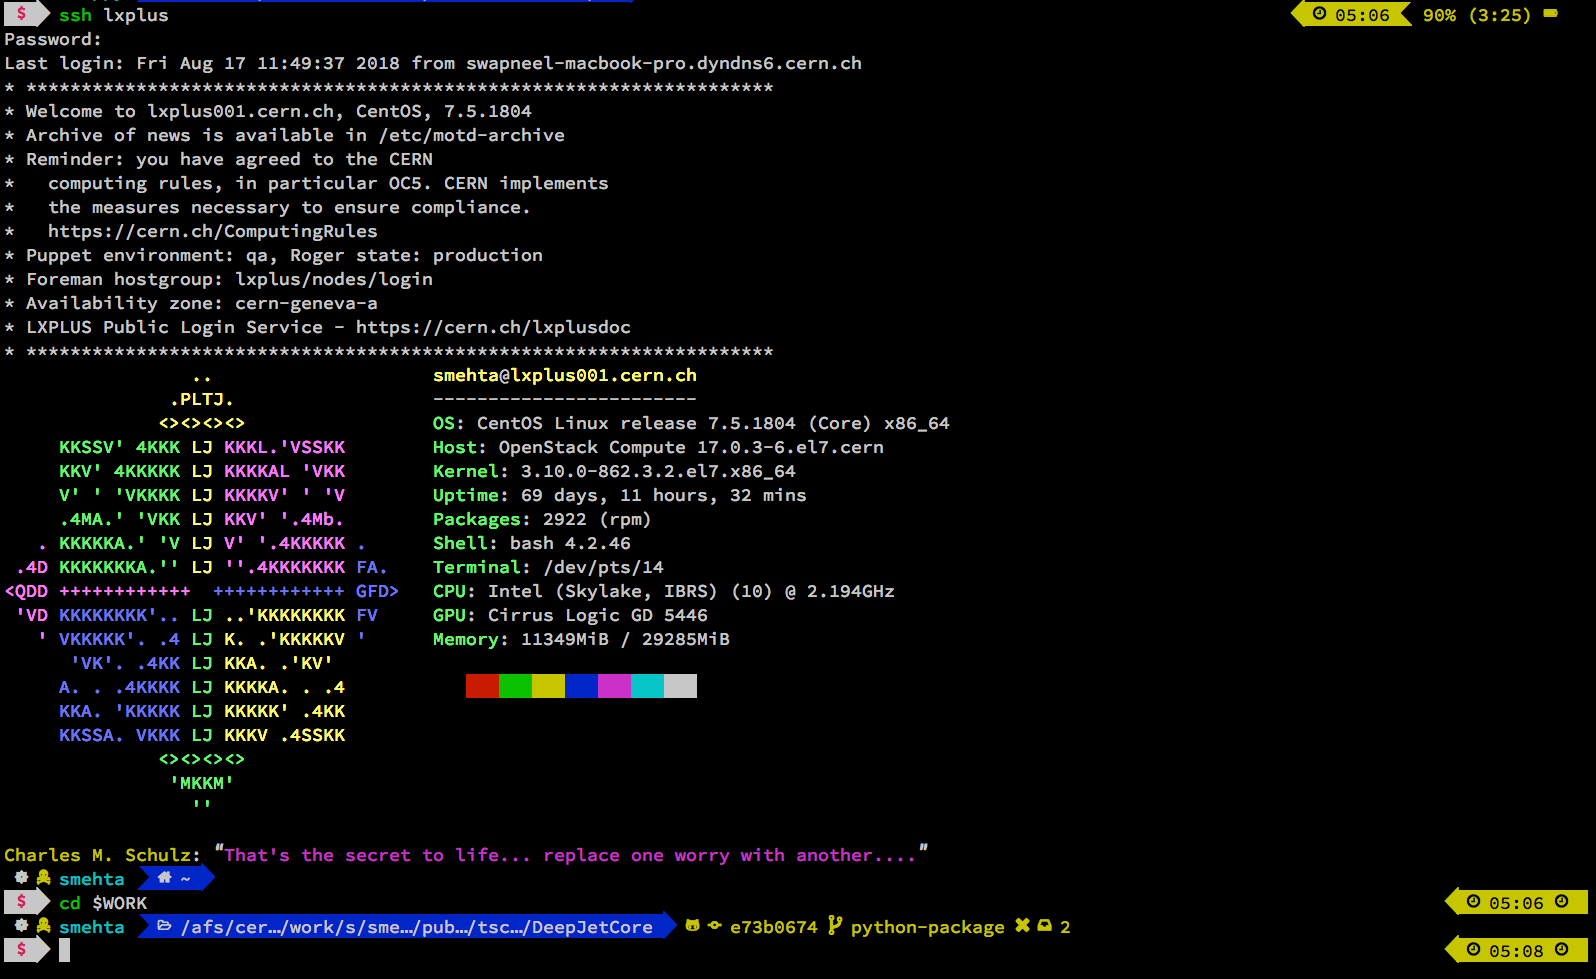 $ ssh lxplus 05:06 90% (3:25)
Password:
Last login: Fri Aug 17 11:49:37 2018 from swapneel-macbook-pro.dyndns6.cern.ch
* ********************************************************************
* Welcome to lxplus001.cern.ch, CentOS, 7.5.1804
* Archive of news is available in /etc/motd-archive
* Reminder: you have agreed to the CERN
*   computing rules, in particular OC5. CERN implements
*   the measures necessary to ensure compliance.
*   https://cern.ch/ComputingRules
* Puppet environment: qa, Roger state: production
* Foreman hostgroup: lxplus/nodes/login
* Availability zone: cern-geneva-a
* LXPLUS Public Login Service - https://cern.ch/lxplusdoc
* ********************************************************************
                 ..                    smehta@lxplus001.cern.ch
               .PLTJ.                  ------------------------
              <><><><>                 OS: CentOS Linux release 7.5.1804 (Core) x86_64
     KKSSV' 4KKK LJ KKKL.'VSSKK        Host: OpenStack Compute 17.0.3-6.el7.cern
     KKV' 4KKKKK LJ KKKKAL 'VKK        Kernel: 3.10.0-862.3.2.el7.x86_64
     V' ' 'VKKKK LJ KKKKV' ' 'V        Uptime: 69 days, 11 hours, 32 mins
     .4MA.' 'VKK LJ KKV' '.4Mb.        Packages: 2922 (rpm)
   . KKKKKA.' 'V LJ V' '.4KKKKK .      Shell: bash 4.2.46
 .4D KKKKKKKA.'' LJ ''.4KKKKKKK FA.    Terminal: /dev/pts/14
<QDD ++++++++++++  ++++++++++++ GFD>   CPU: Intel (Skylake, IBRS) (10) @ 2.194GHz
 'VD KKKKKKKK'.. LJ ..'KKKKKKKK FV     GPU: Cirrus Logic GD 5446
   ' VKKKKK'. .4 LJ K. .'KKKKKV '      Memory: 11349MiB / 29285MiB
      'VK'. .4KK LJ KKA. .'KV'
     A. . .4KKKK LJ KKKKA. . .4
     KKA. 'KKKKK LJ KKKKK' .4KK
     KKSSA. VKKK LJ KKKV .4SSKK
              <><><><>
               'MKKM'
                 ''
Charles M. Schulz: “That's the secret to life... replace one worry with another....”
smehta ~
$ cd $WORK 05:06
smehta /afs/cer…/work/s/sme…/pub…/tsc…/DeepJetCore e73b0674 python-package ✖ 2
$ 05:08